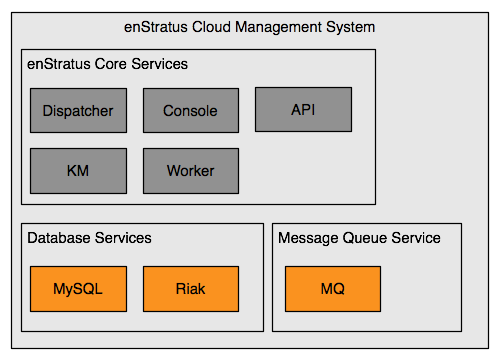 enStratus Cloud Management System
enStratus Core Services
Dispatcher
Console
API
KM
Worker
Database Services
MySQL
Riak
Message Queue Service
MQ